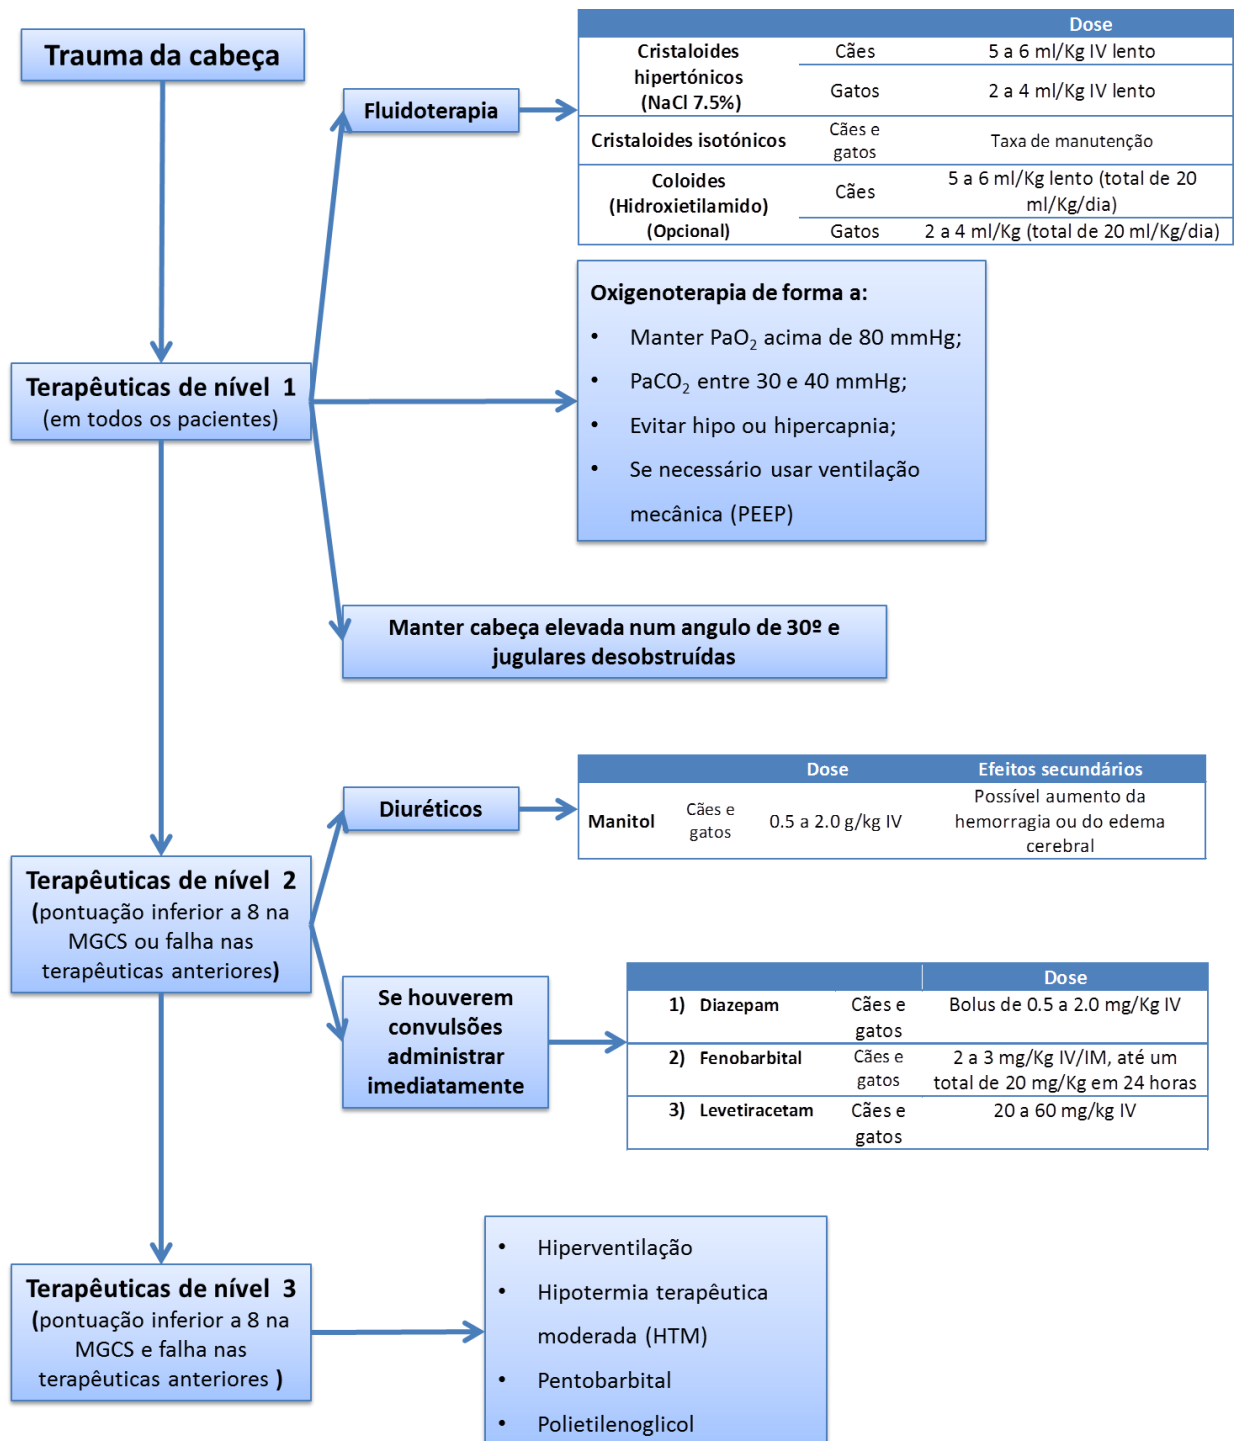 Trauma da cabeça
Fluidoterapia
Dose
Cristaloides
hipertónicos
(NaCl 7.5%)
Cães
5 a 6 ml/Kg IV lento
Gatos
2 a 4 ml/Kg IV lento
Cristaloides isotónicos
Cães e
gatos
Taxa de manutenção
Coloides
(Hidroxietilamido)
(Opcional)
Cães
5 a 6 ml/Kg lento (total de 20
ml/Kg/dia)
Gatos
2 a 4 ml/Kg (total de 20 ml/Kg/dia)
Terapêuticas de nível 1
(em todos os pacientes)
Oxigenoterapia de forma a:
• Manter PaO₂ acima de 80 mmHg;
• PaCO₂ entre 30 e 40 mmHg;
• Evitar hipo ou hipercapnia;
• Se necessário usar ventilação
mecânica (PEEP)
Manter cabeça elevada num angulo de 30º e
jugulares desobstruídas
Terapêuticas de nível 2
(pontuação inferior a 8 na
MGCS ou falha nas
terapêuticas anteriores)
Diuréticos
Dose
Efeitos secundários
Manitol
Cães e
gatos
0.5 a 2.0 g/kg IV
Possível aumento da
hemorragia ou do edema
cerebral
Se houverem
convulsões
administrar
imediatamente
Dose
1) Diazepam
Cães e
gatos
Bolus de 0.5 a 2.0 mg/Kg IV
2) Fenobarbital
Cães e
gatos
2 a 3 mg/Kg IV/IM, até um
total de 20 mg/Kg em 24 horas
3) Levetiracetam
Cães e
gatos
20 a 60 mg/kg IV
Terapêuticas de nível 3
(pontuação inferior a 8 na
MGCS e falha nas
terapêuticas anteriores )
• Hiperventilação
• Hipotermia terapêutica
moderada (HTM)
• Pentobarbital
• Polietilenoglicol